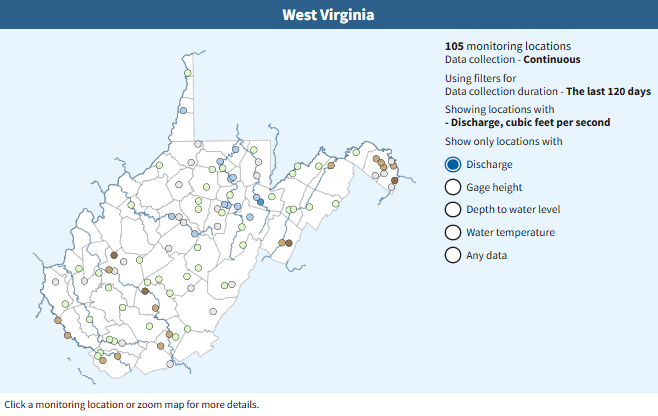 West Virginia
105 monitoring locations
Data collection - Continuous
Using filters for
Data collection duration - The last 120 days
Showing locations with
- Discharge, cubic feet per second
Show only locations with
Discharge
Gage height
Depth to water level
Water temperature
Any data
Click a monitoring location or zoom map for more details.